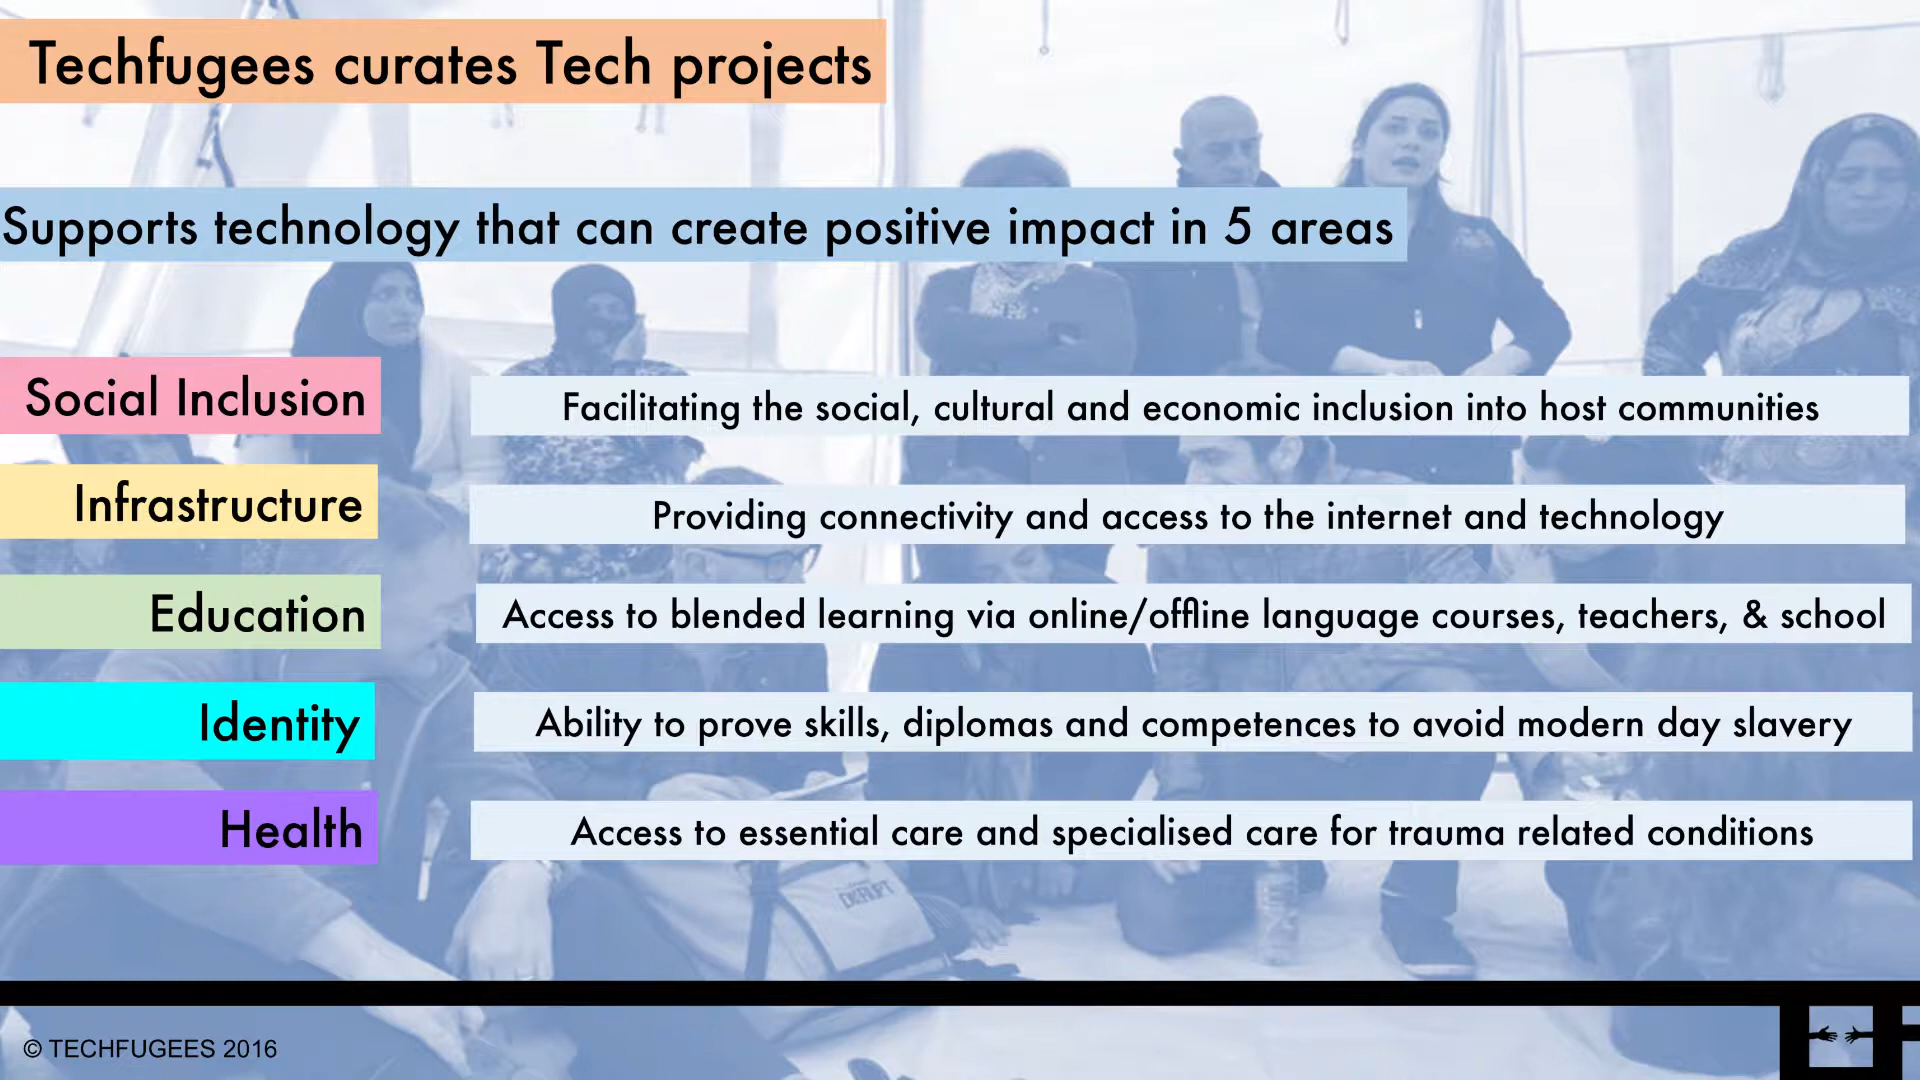 Techfugees curates Tech projects
Supports technology that can create positive impact in 5 areas
Social Inclusion
Facilitating the social, cultural and economic inclusion into host communities
Infrastructure
Providing connectivity and access to the internet and technology
Education
Access to blended learning via online/offline language courses, teachers, & school
Identity
Ability to prove skills, diplomas and competences to avoid modern day slavery
Health
Access to essential care and specialised care for trauma related conditions
DISRUPT
© TECHFUGEES 2016